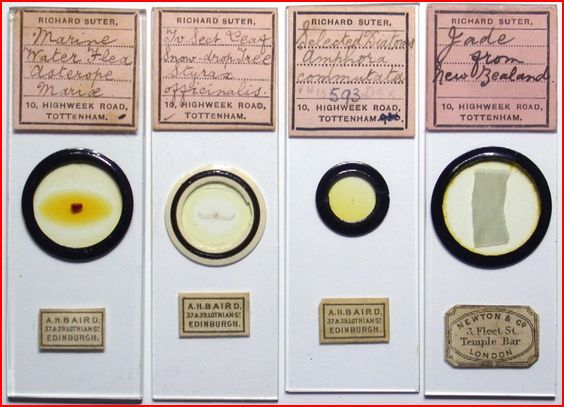 RICHARD SUTER,
Marine
Water Flea
Asterope
Mariæ
10, HIGHWEEK ROAD,
TOTTENHAM.
A.H. BAIRD,
37 & 39, LOTHIAN ST
EDINBURGH.
RICHARD SUTER,
Tv Sect Leaf
Snow-drop Tree
Styrax
officinalis.
10, HIGHWEEK ROAD,
TOTTENHAM.
A.H. BAIRD,
37 & 39, LOTHIAN ST
EDINBURGH.
RICHARD SUTER,
Selected Diatoms
Amphora
commutata
593
10, HIGHWEEK ROAD,
TOTTENHAM.
A.H. BAIRD,
37 & 39, LOTHIAN ST
EDINBURGH.
RICHARD SUTER,
Jade
from
New Zealand.
10, HIGHWEEK ROAD,
TOTTENHAM.
NEWTON & CO
3, Fleet St.
Temple Bar
LONDON